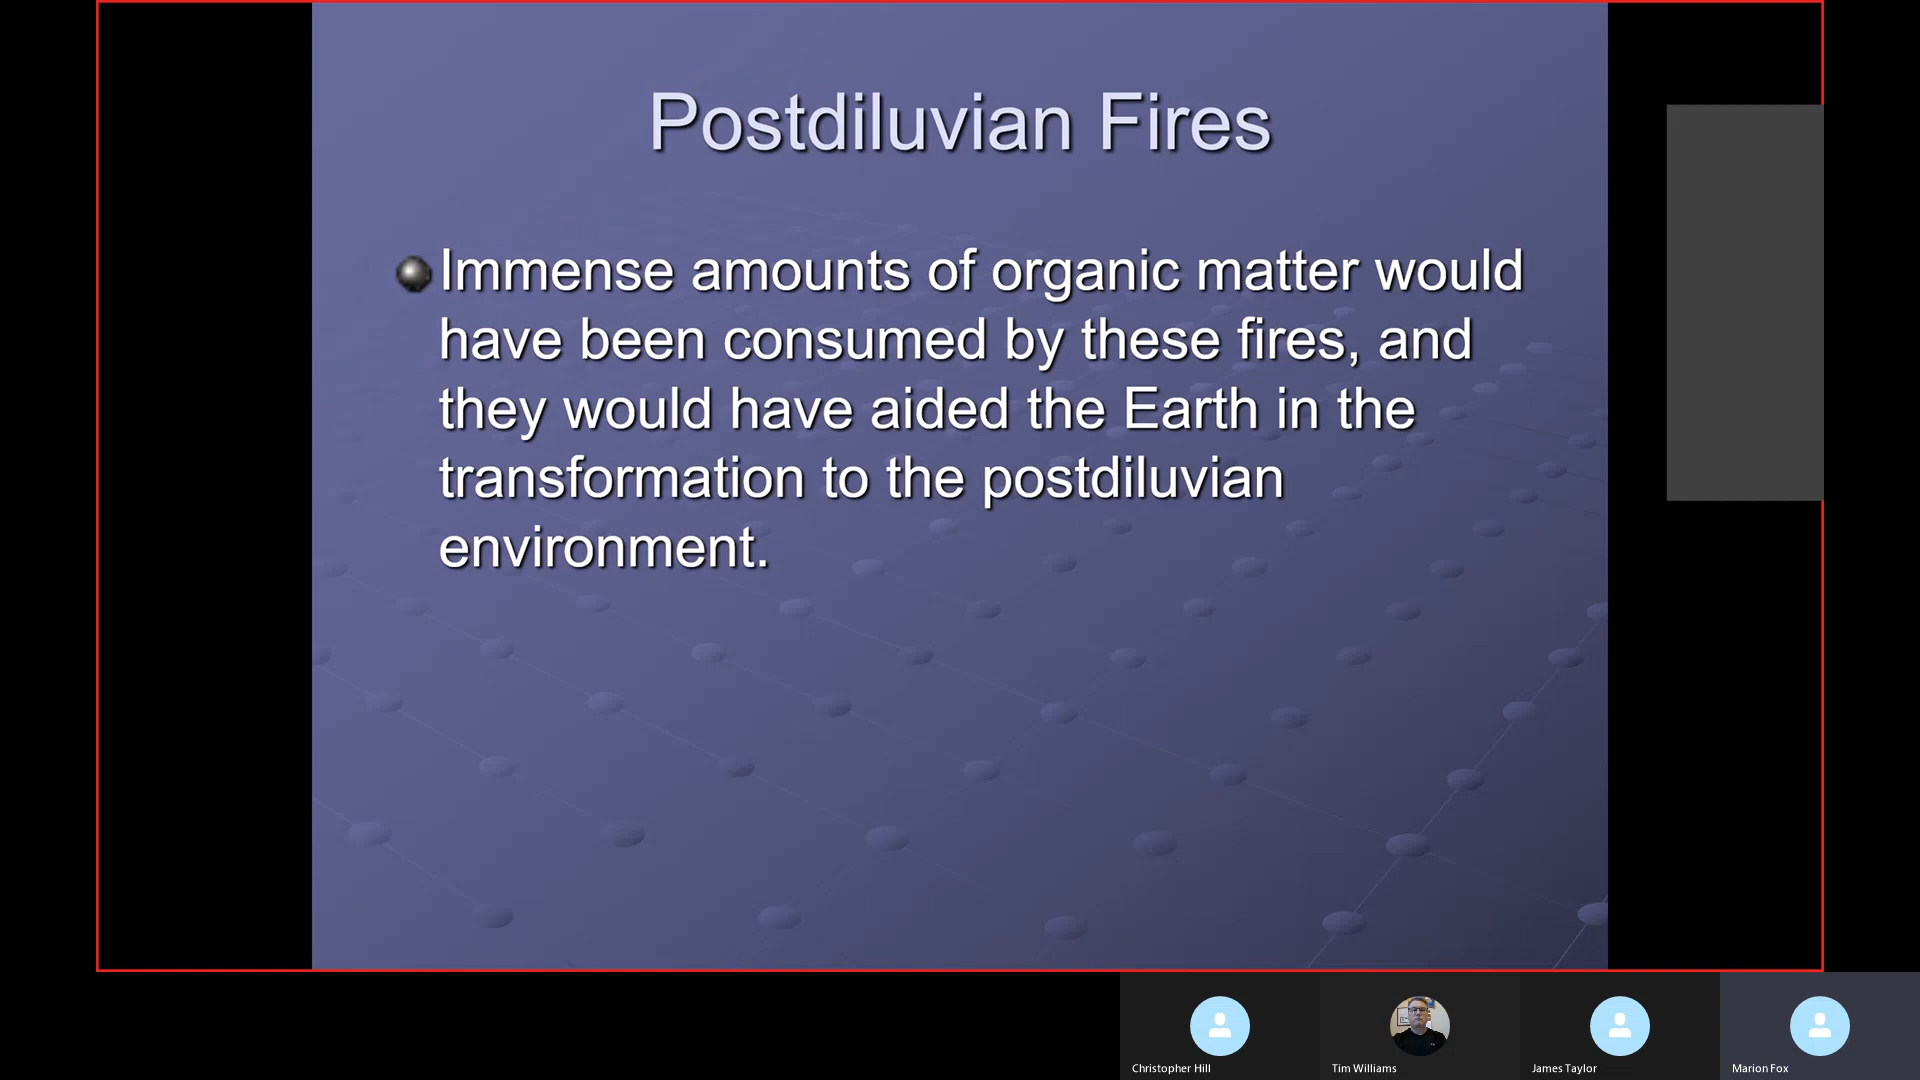 Postdiluvian Fires
Immense amounts of organic matter would
have been consumed by these fires, and
they would have aided the Earth in the
transformation to the postdiluvian
environment.
Christopher Hill
Tim Williams
James Taylor
Marion Fox